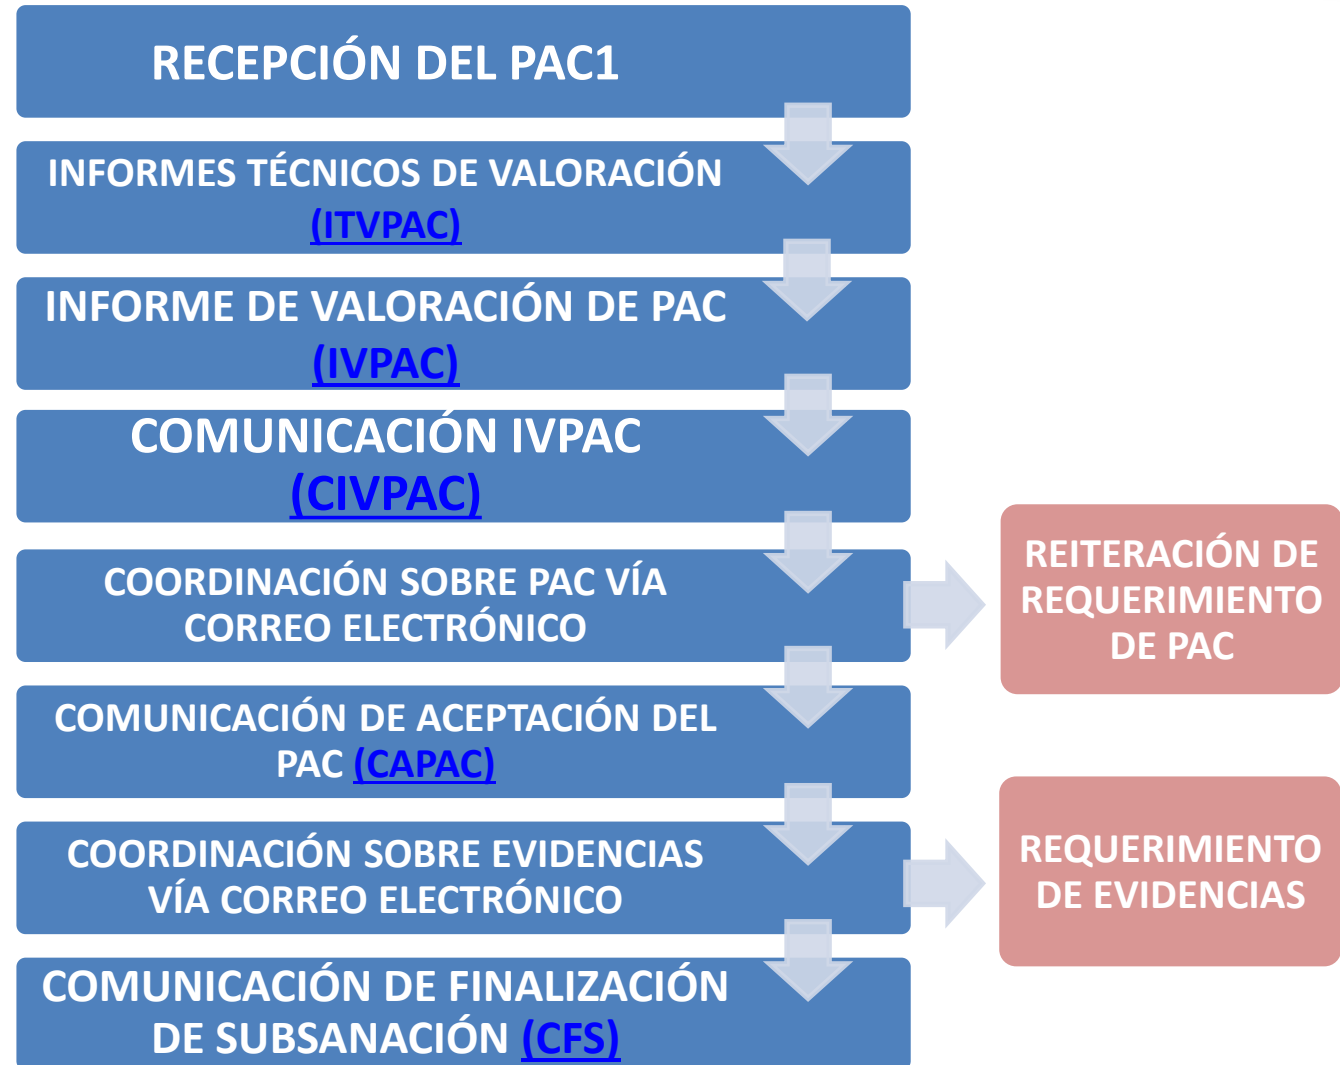 RECEPCIÓN DEL PAC1
INFORMES TÉCNICOS DE VALORACIÓN
(ITVPAC)
INFORME DE VALORACIÓN DE PAC
(IVPAC)
COMUNICACIÓN IVPAC
(CIVPAC)
COORDINACIÓN SOBRE PAC VÍA
CORREO ELECTRÓNICO
REITERACIÓN DE
REQUERIMIENTO
DE PAC
COMUNICACIÓN DE ACEPTACIÓN DEL
PAC (CAPAC)
COORDINACIÓN SOBRE EVIDENCIAS
VÍA CORREO ELECTRÓNICO
REQUERIMIENTO
DE EVIDENCIAS
COMUNICACIÓN DE FINALIZACIÓN
DE SUBSANACIÓN (CFS)